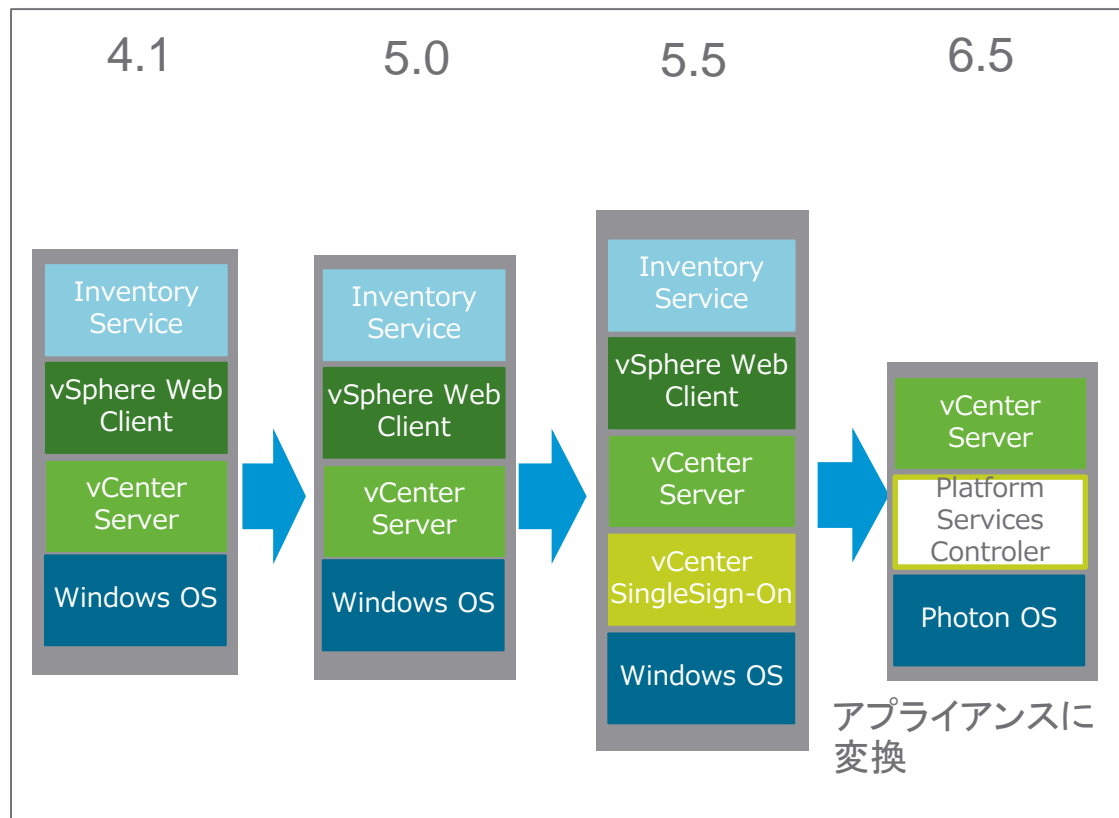 4.1
5.0
5.5
6.5
Inventory
Service
vSphere Web
Client
vCenter
Server
Windows OS
Inventory
Service
vSphere Web
Client
vCenter
Server
Windows OS
Inventory
Service
vSphere Web
Client
vCenter
Server
vCenter
SingleSign-On
Windows OS
vCenter
Server
Platform
Services
Controler
Photon OS
アプライアンスに
変換